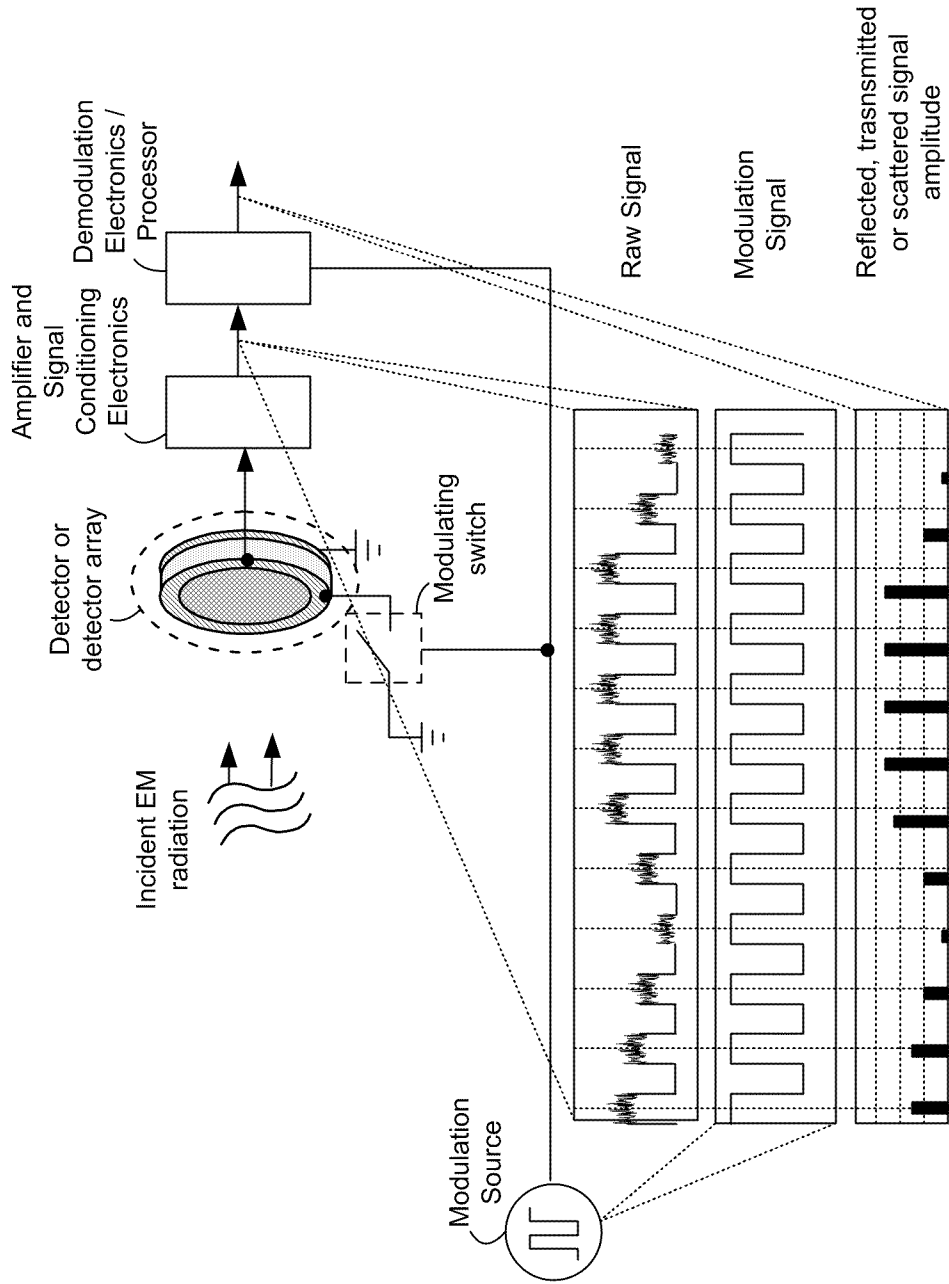 Amplifier and
Signal
Conditioning
Electronics
Demodulation
Electronics /
Processor
Detector or
detector array
Incident EM
radiation
Modulating
switch
Modulation
Source
Raw Signal
Modulation
Signal
Reflected, trasnmitted
or scattered signal
amplitude